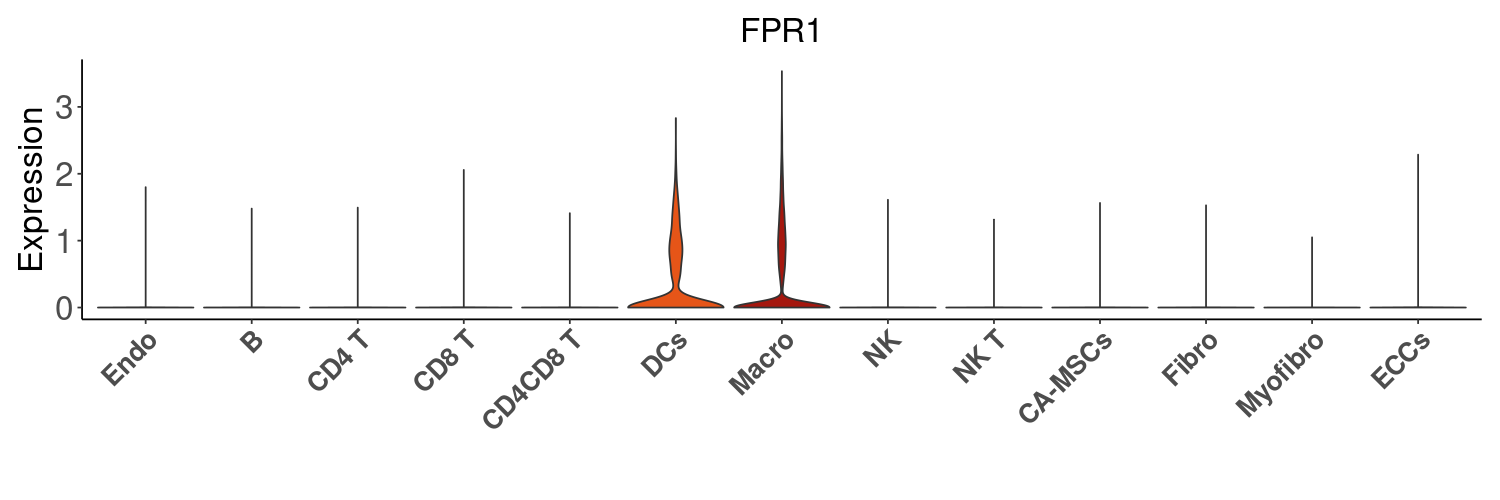 FPR1
Expression
3
2
1
0
Endo
B
CD4 T
CD8 T
CD4CD8 T
DCs
Macro
NK
NK T
CA-MSCs
Fibro
Myofibro
ECCs